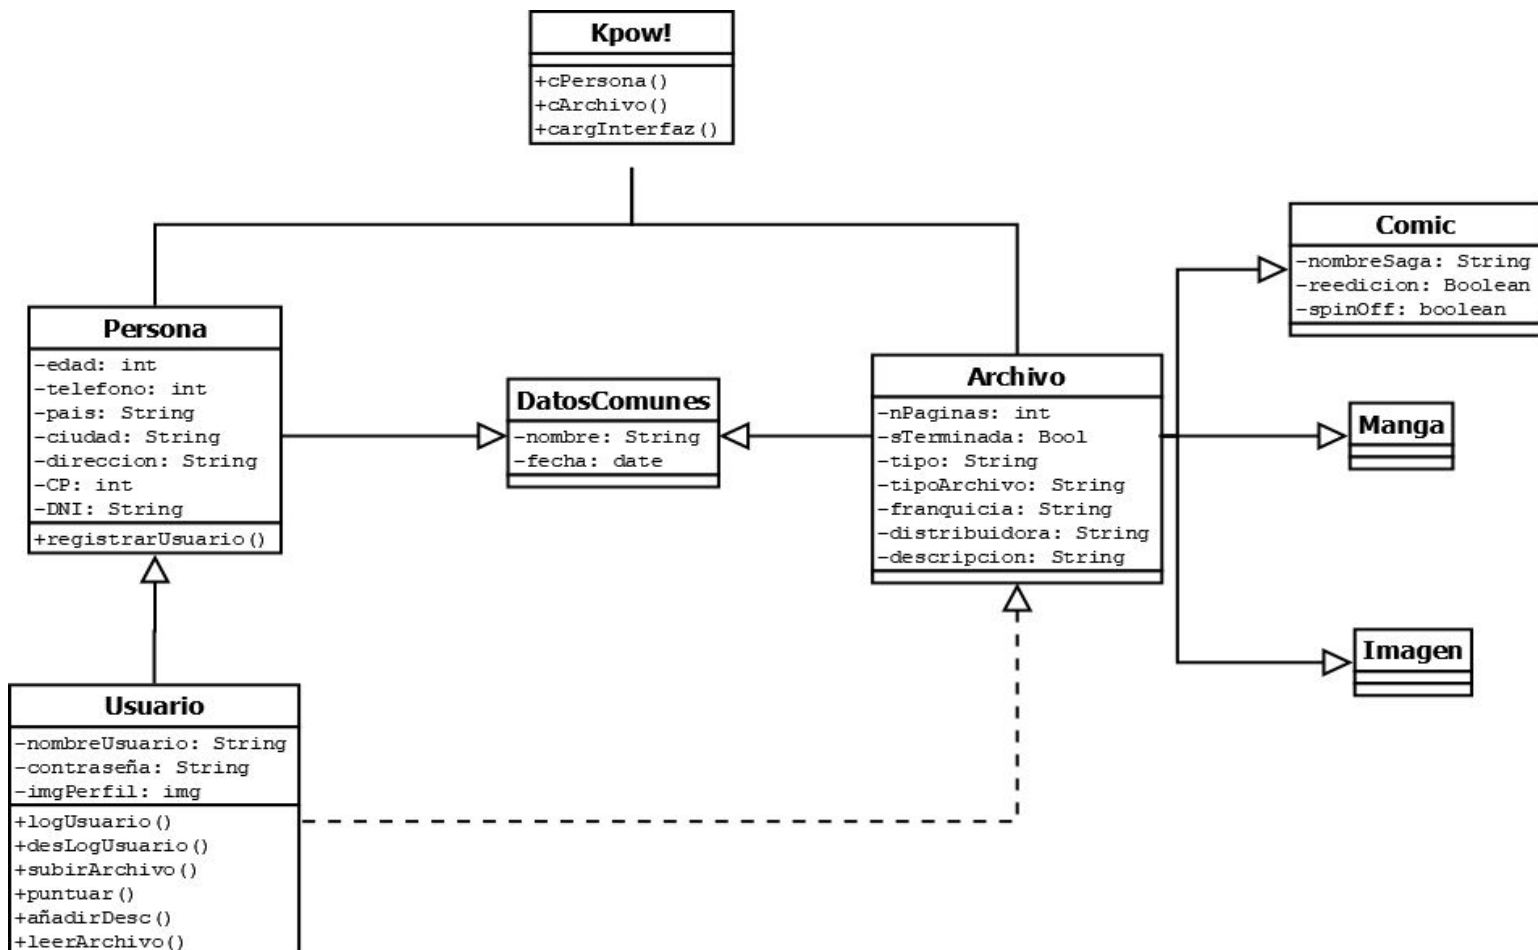 Kpow!
+cPersona()
+cArchivo()
+cargInterfaz()
Comic
-nombreSaga: String
-reedicion: Boolean
-spinOff: boolean
Persona
-edad: int
-telefono: int
-pais: String
-ciudad: String
-direccion: String
-CP: int
-DNI: String
+registrarUsuario()
DatosComunes
-nombre: String
-fecha: date
Archivo
-nPaginas: int
-sTerminada: Bool
-tipo: String
-tipoArchivo: String
-franquicia: String
-distribuidora: String
-descripcion: String
Manga
Imagen
Usuario
-nombreUsuario: String
-contraseña: String
-imgPerfil: img
+logUsuario()
+desLogUsuario()
+subirArchivo()
+puntuar()
+añadirDesc()
+leerArchivo()